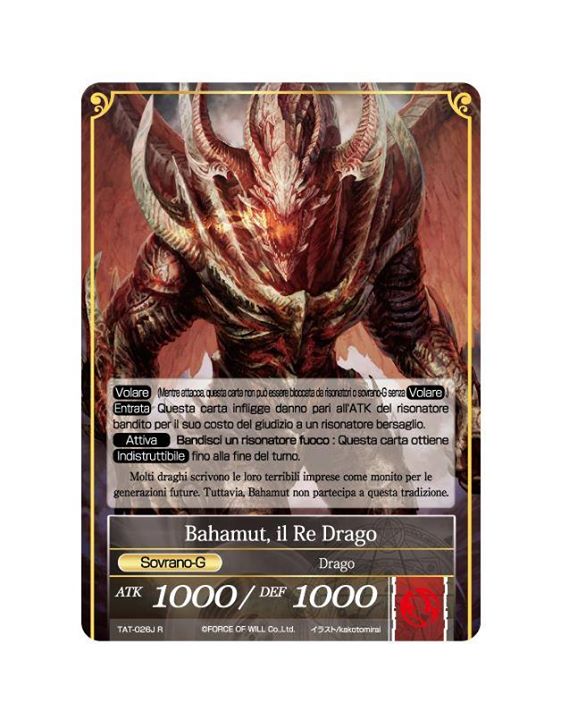 Volare (Mentre attacca, questa carta non può essere bloccata da risonatori o sovrano-G senza Volare)
Entrata Questa carta infligge danno pari all'ATK del risonatore
bandito per il suo costo del giudizio a un risonatore bersaglio.
Attiva Bandisci un risonatore fuoco : Questa carta ottiene
Indistruttibile fino alla fine del turno.
Molti draghi scrivono le loro terribili imprese come monito per le
generazioni future. Tuttavia, Bahamut non partecipa a questa tradizione.
Bahamut, il Re Drago
Sovrano-G Drago
ATK 1000 / DEF 1000
TAT-026J R ©FORCE OF WILL Co.,Ltd. イラスト/kakotomirai